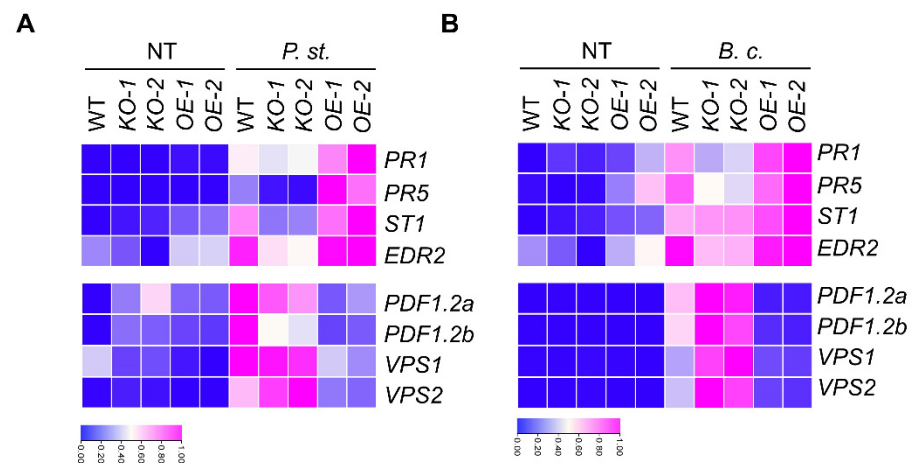 A
B
NT
P. st.
NT
B. c.
WT
KO-1
KO-2
OE-1
OE-2
WT
KO-1
KO-2
OE-1
OE-2
WT
KO-1
KO-2
OE-1
OE-2
WT
KO-1
KO-2
OE-1
OE-2
PR1
PR5
ST1
EDR2
PDF1.2a
PDF1.2b
VPS1
VPS2
PR1
PR5
ST1
EDR2
PDF1.2a
PDF1.2b
VPS1
VPS2
0.00
0.20
0.40
0.60
0.80
1.00
0.00
0.20
0.40
0.60
0.80
1.00